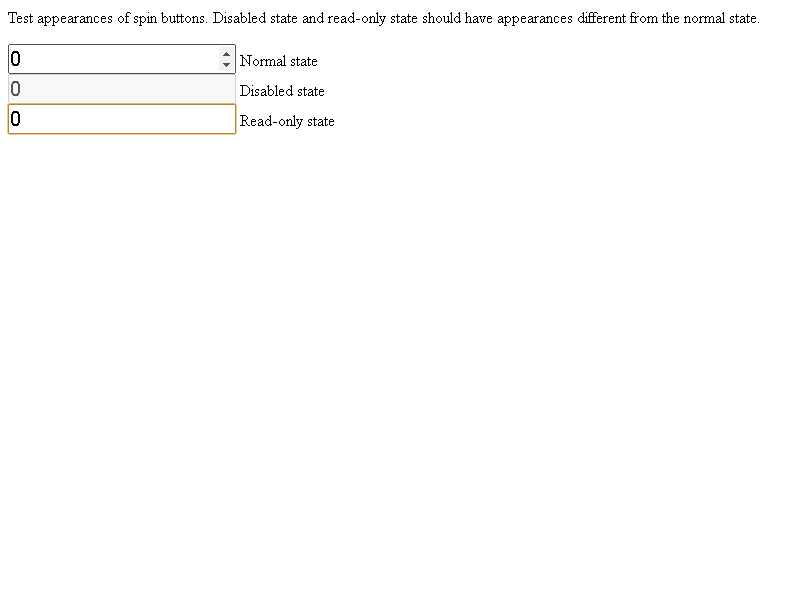 Test appearances of spin buttons. Disabled state and read-only state should have appearances different from the normal state.
0 Normal state
0 Disabled state
0 Read-only state